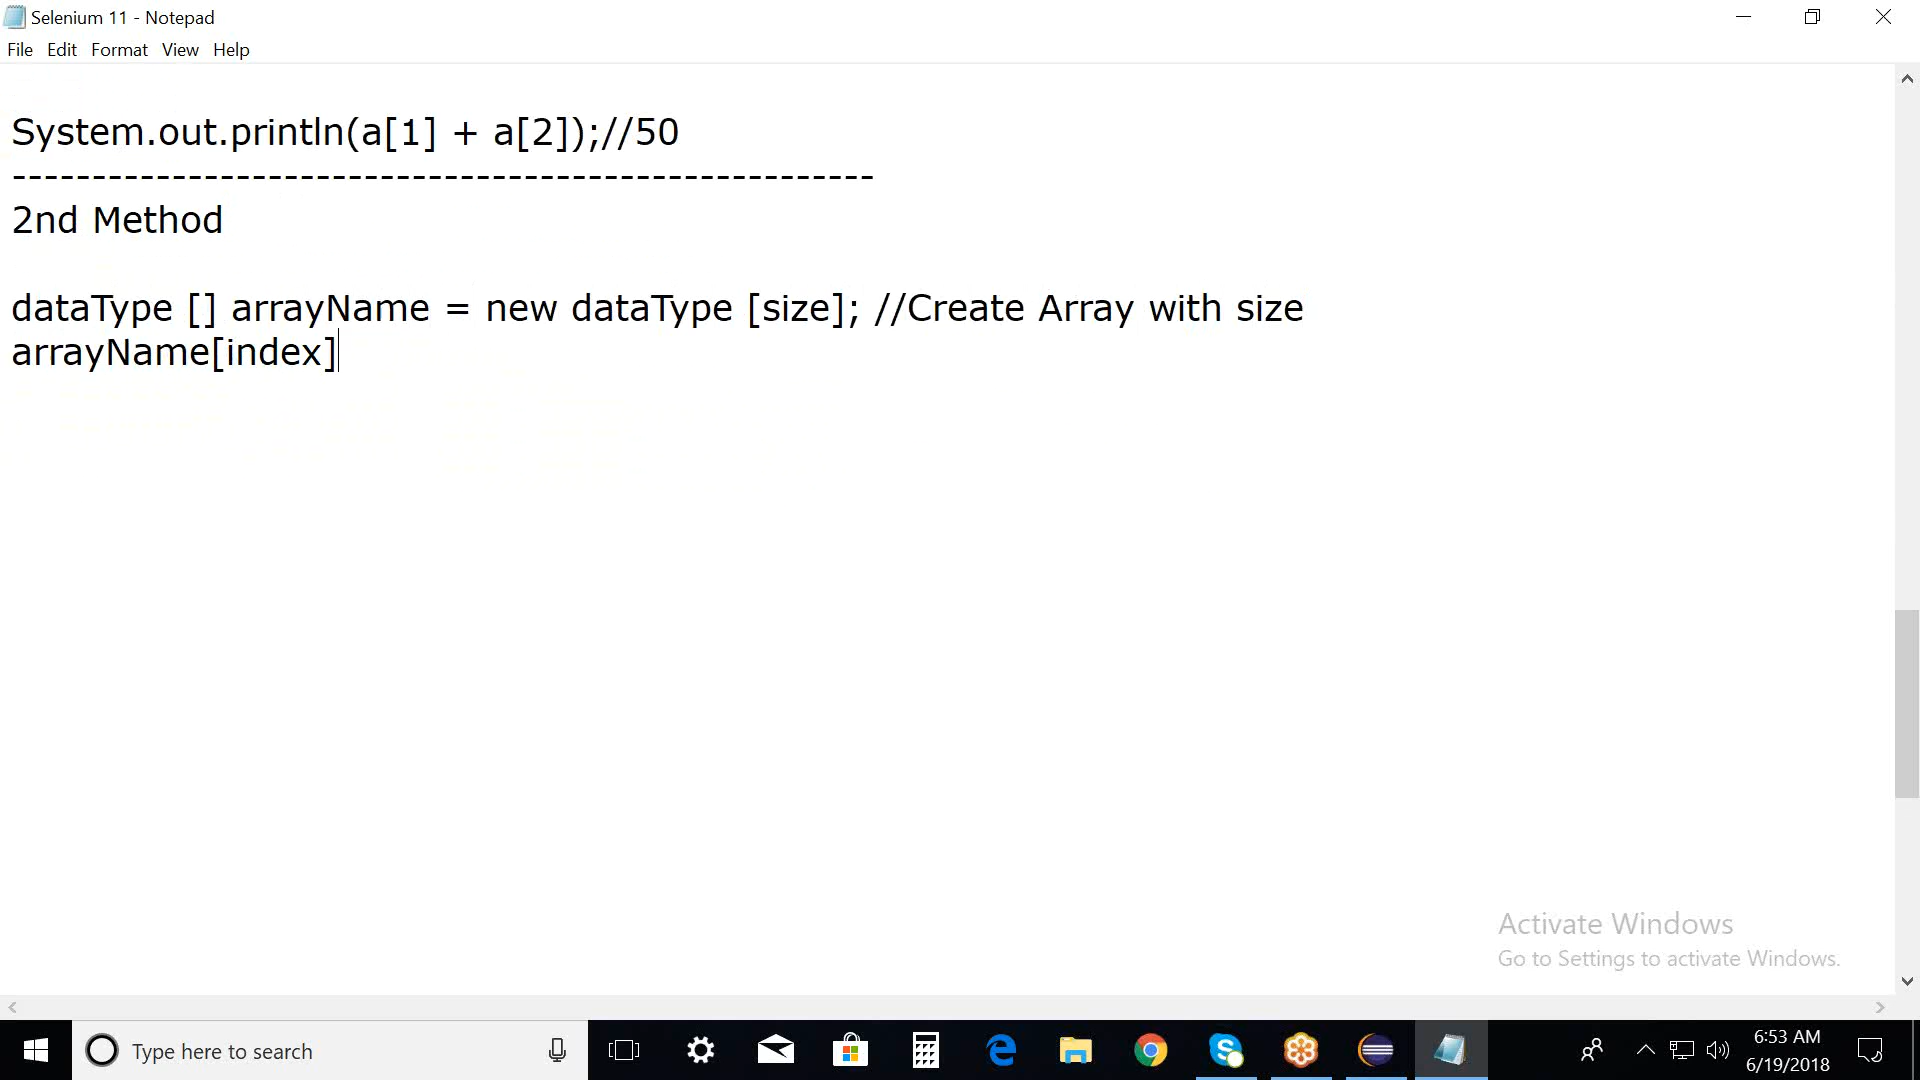 Selenium 11 - Notepad
File Edit Format View Help
System.out.println(a[1] + a[2]);//50
------------------------------------------------------
2nd Method
dataType [] arrayName = new dataType [size]; //Create Array with size
arrayName[index]
Activate Windows
Go to Settings to activate Windows.
Type here to search
6:53 AM
6/19/2018